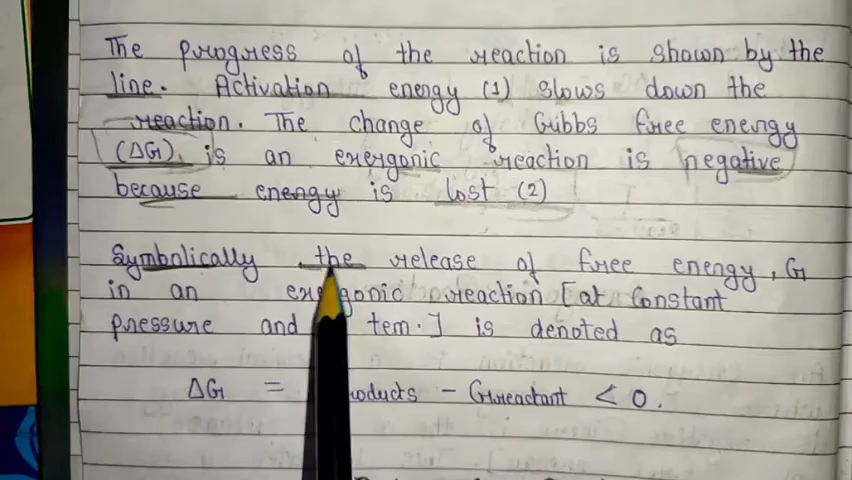 The progress of the reaction is shown by the
line. Activation energy (1) slows down the
reaction. The change of Gibbs free energy
(ΔG). is an exergonic reaction is negative
because energy is lost (2)
Symbolically the release of free energy, G
in an exergonic reaction [at Constant
pressure and tem.] is denoted as
ΔG = - Greactant < 0.